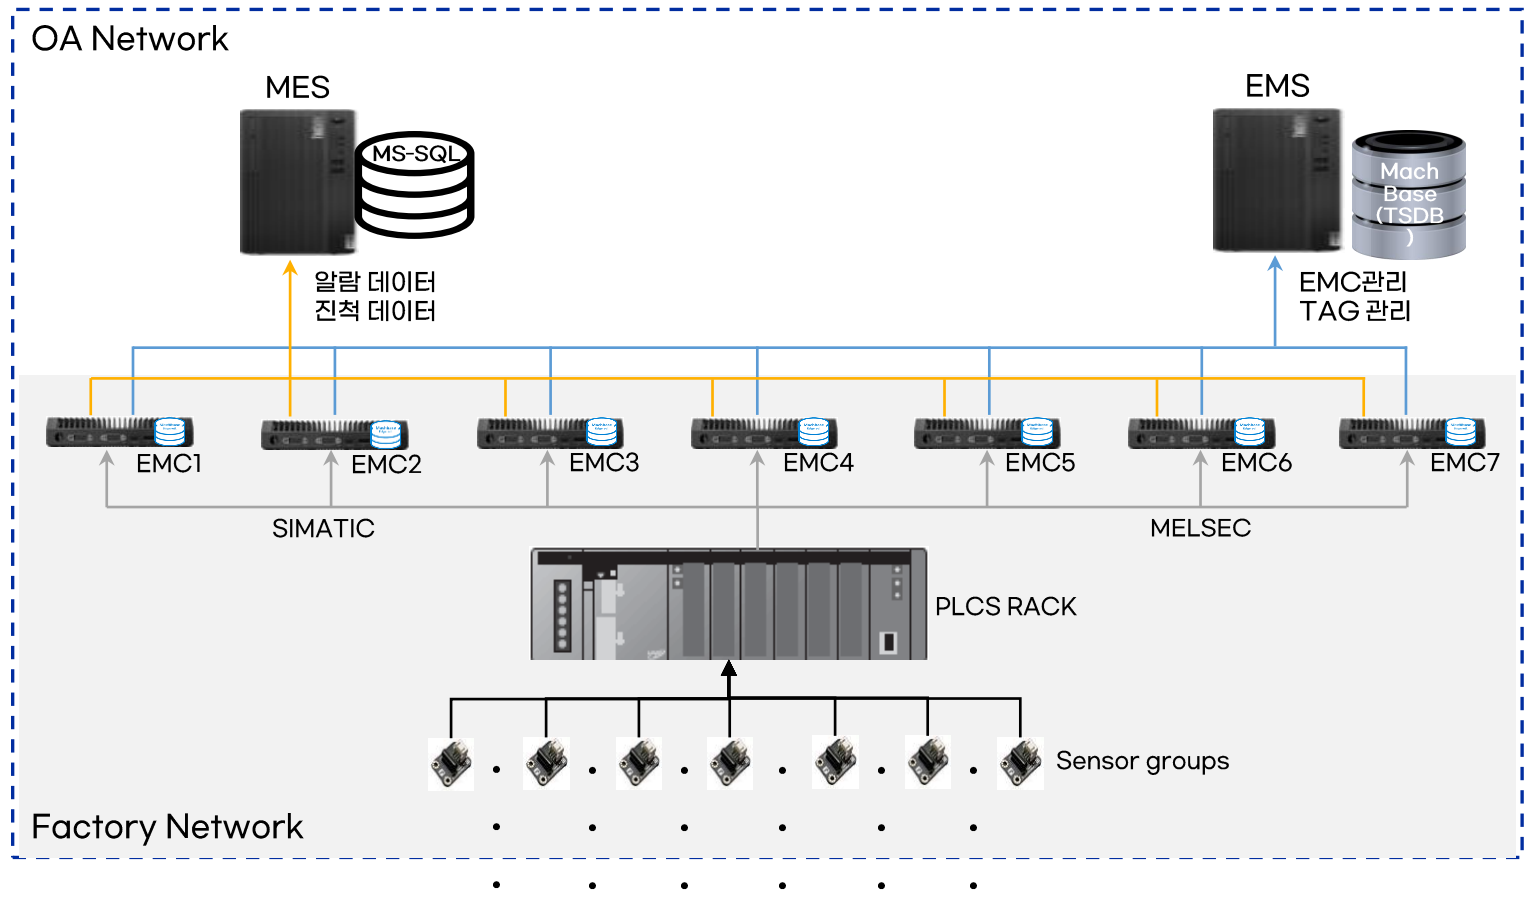 OA Network
MES
EMS
MS-SQL
Mach
Base
(TSDB
)
알람 데이터
진척 데이터
EMC관리
TAG 관리
EMC1
EMC2
EMC3
EMC4
EMC5
EMC6
EMC7
SIMATIC
MELSEC
PLCS RACK
Sensor groups
Factory Network